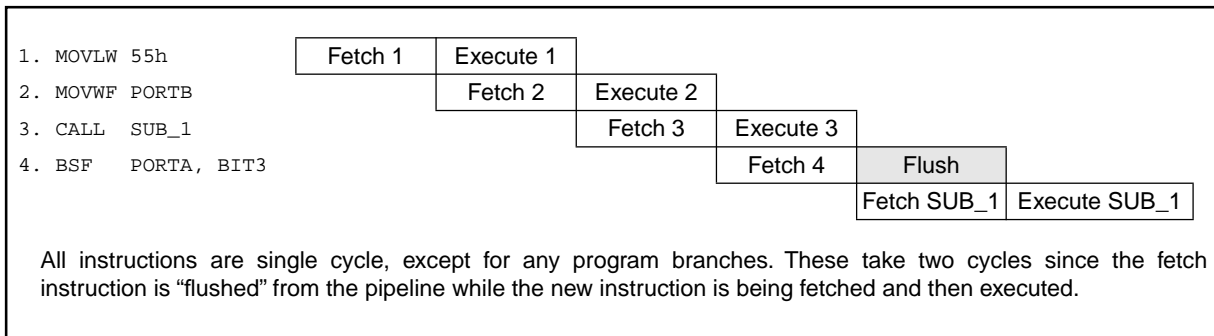 1. MOVLW 55h Fetch 1 Execute 1
2. MOVWF PORTB Fetch 2 Execute 2
3. CALL SUB_1 Fetch 3 Execute 3
4. BSF PORTA, BIT3 Fetch 4 Flush
Fetch SUB_1 Execute SUB_1
All instructions are single cycle, except for any program branches. These take two cycles since the fetch
instruction is “flushed” from the pipeline while the new instruction is being fetched and then executed.